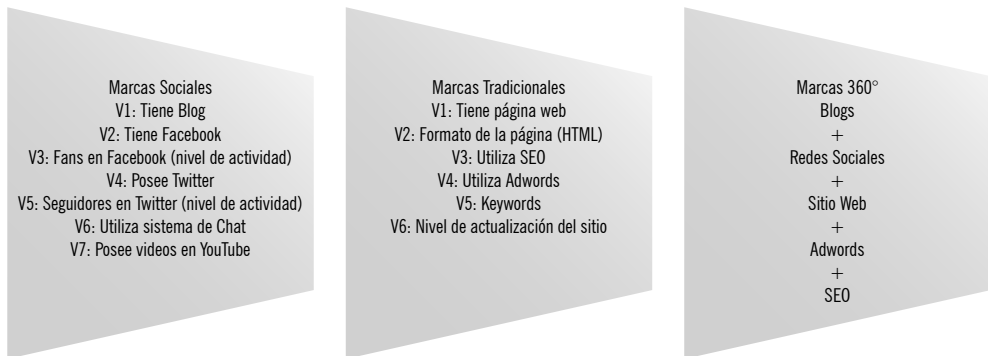 Marcas Sociales
V1: Tiene Blog
V2: Tiene Facebook
V3: Fans en Facebook (nivel de actividad)
V4: Posee Twitter
V5: Seguidores en Twitter (nivel de actividad)
V6: Utiliza sistema de Chat
V7: Posee videos en YouTube
Marcas Tradicionales
V1: Tiene página web
V2: Formato de la página (HTML)
V3: Utiliza SEO
V4: Utiliza Adwords
V5: Keywords
V6: Nivel de actualización del sitio
Marcas 360°
Blogs
+
Redes Sociales
+
Sitio Web
+
Adwords
+
SEO